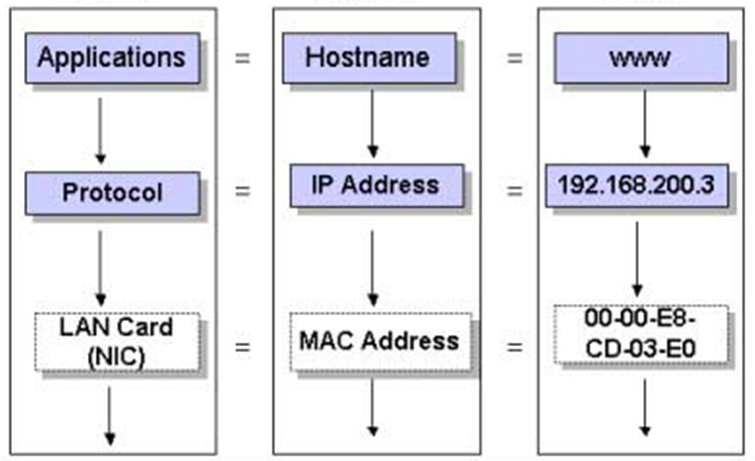 Applications = Hostname = www
Protocol = IP Address = 192.168.200.3
LAN Card
(NIC)
= MAC Address =
00-00-E8-
CD-03-E0